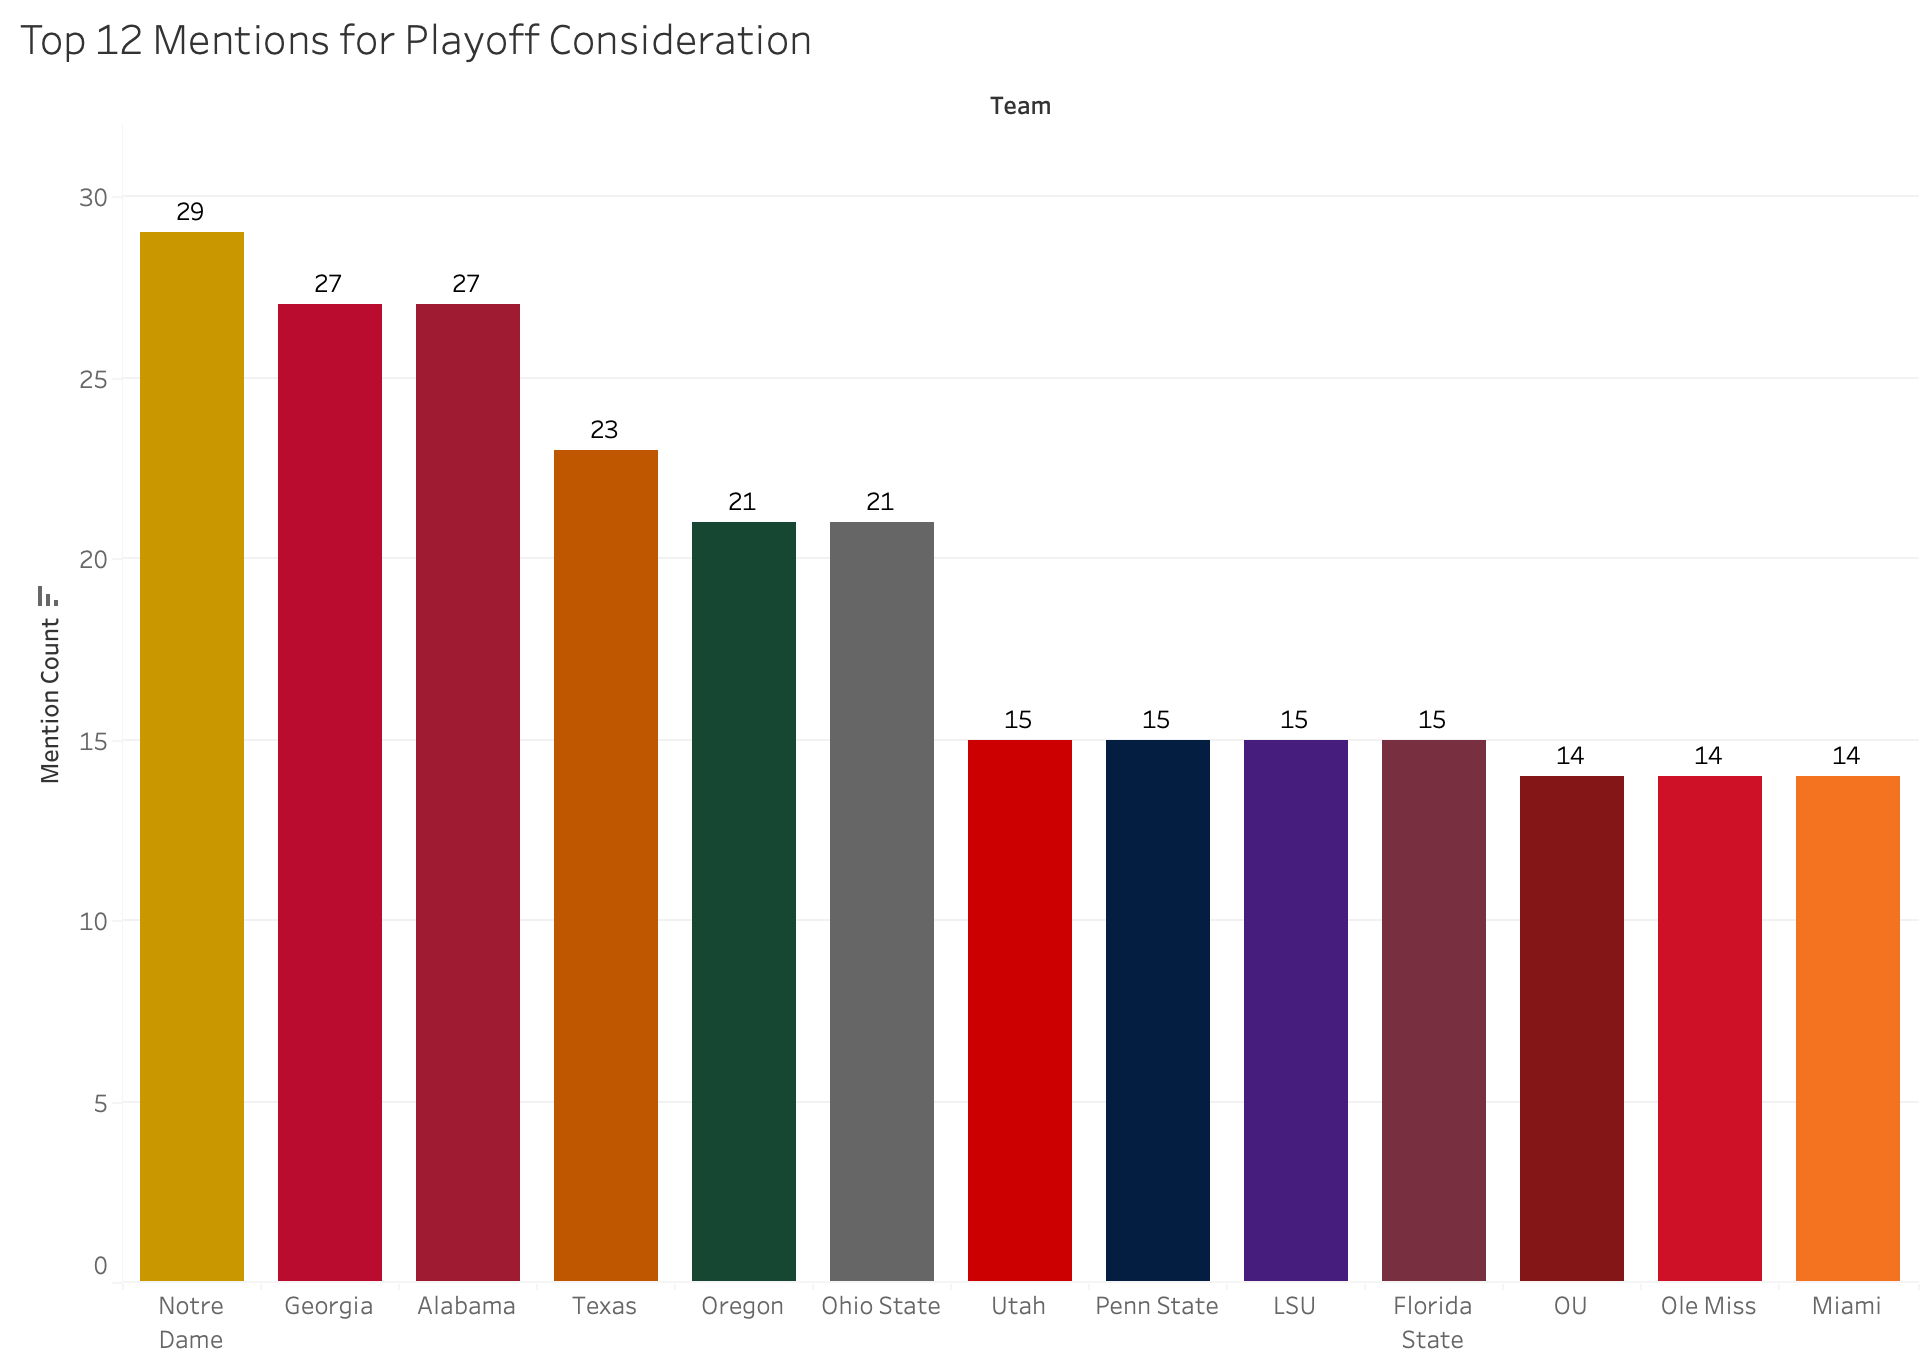 Top 12 Mentions for Playoff Consideration
Team
30
25
20
15
10
5
0
Mention Count
29
27
27
23
21
21
15
15
15
15
14
14
14
Notre Dame
Georgia
Alabama
Texas
Oregon
Ohio State
Utah
Penn State
LSU
Florida State
OU
Ole Miss
Miami